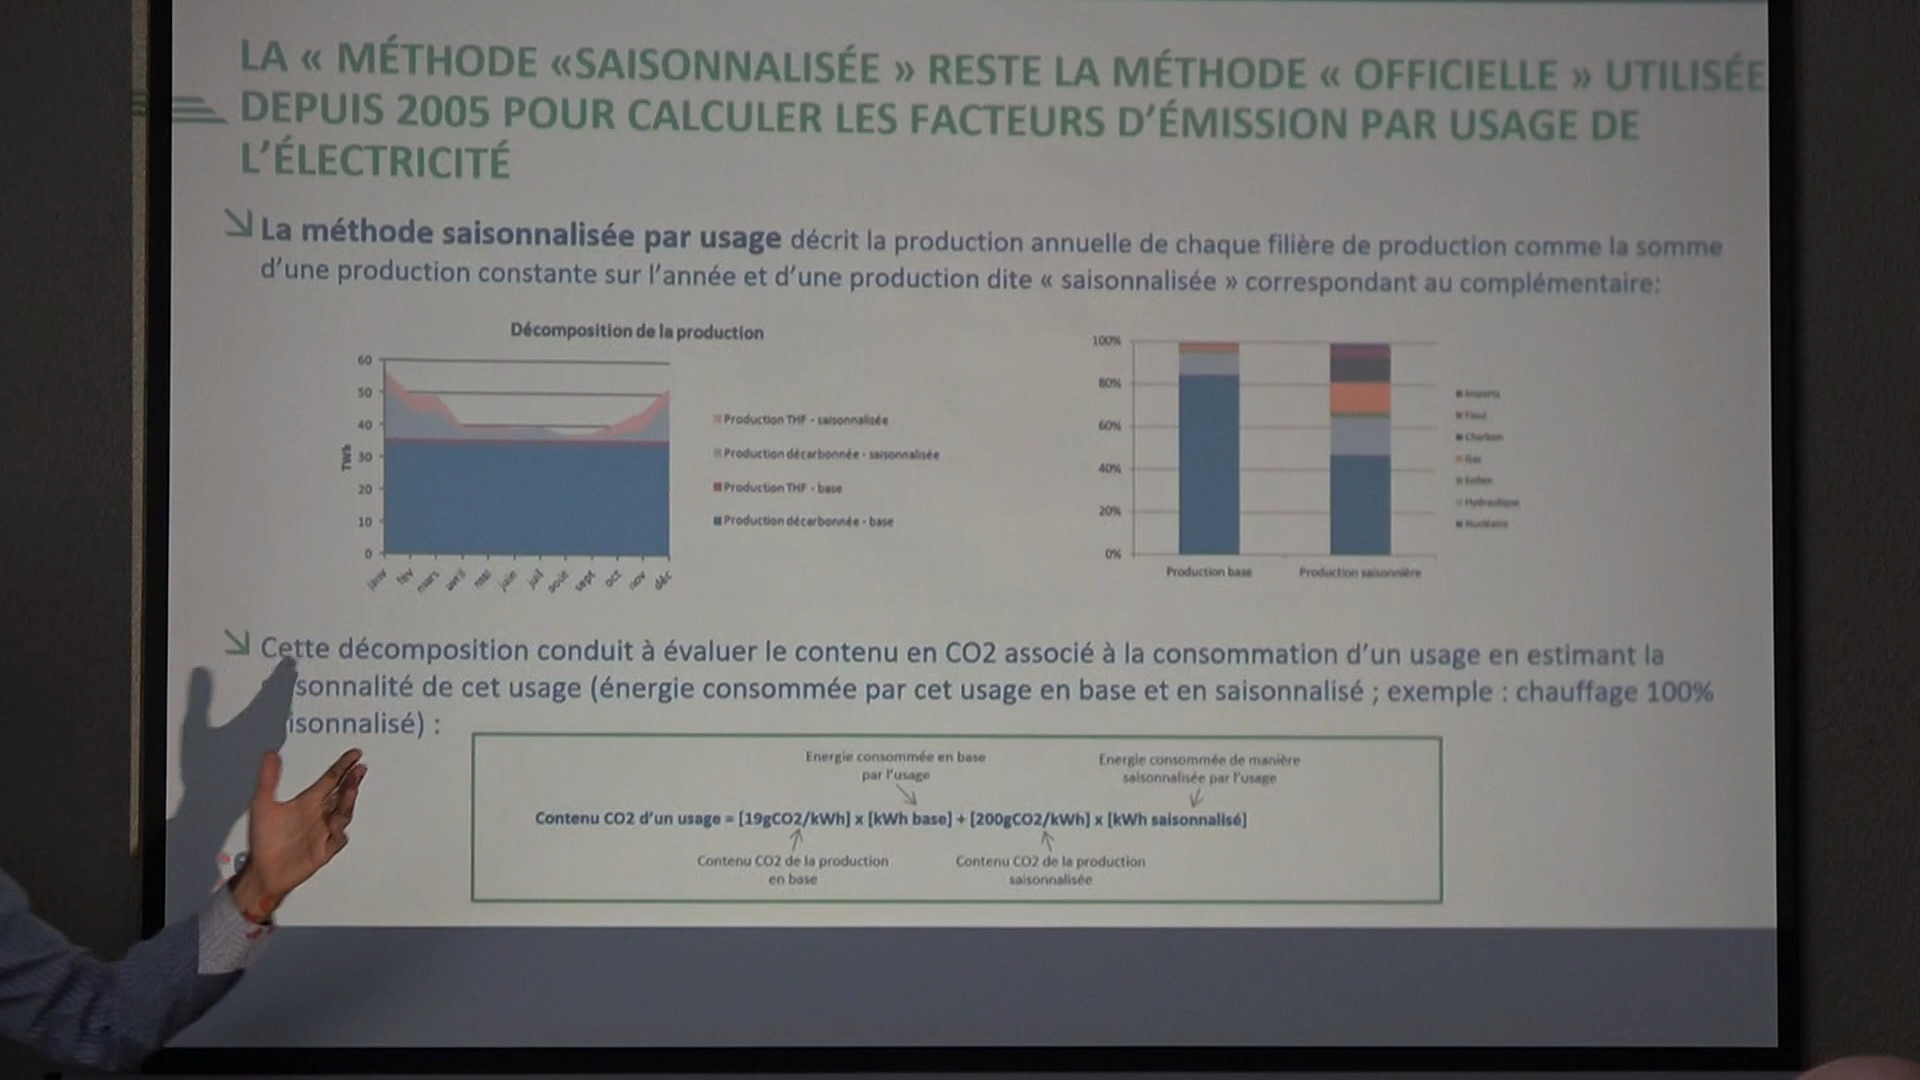 LA « MÉTHODE «SAISONNALISÉE » RESTE LA MÉTHODE « OFFICIELLE » UTILISÉE
DEPUIS 2005 POUR CALCULER LES FACTEURS D'ÉMISSION PAR USAGE DE
L'ÉLECTRICITÉ
La méthode saisonnalisée par usage décrit la production annuelle de chaque filière de production comme la somme
d'une production constante sur l'année et d'une production dite « saisonnalisée » correspondant au complémentaire:
Décomposition de la production
60
50
40
30
20
10
0
TWh
janv fév mars avril mai juin juil août sept oct nov déc
Production THF - saisonnalisée
Production décarbonnée - saisonnalisée
Production THF - base
Production décarbonnée - base
100%
80%
60%
40%
20%
0%
Production base Production saisonnière
Imports
Fioul
Charbon
Gaz
Eolien
Hydraulique
Nucléaire
Cette décomposition conduit à évaluer le contenu en CO2 associé à la consommation d'un usage en estimant la
sonnalité de cet usage (énergie consommée par cet usage en base et en saisonnalisé ; exemple : chauffage 100%
isonnalisé) :
Energie consommée en base
par l'usage
Energie consommée de manière
saisonnalisée par l'usage
Contenu CO2 d'un usage = [19gCO2/kWh] x [kWh base] + [200gCO2/kWh] x [kWh saisonnalisé]
Contenu CO2 de la production
en base
Contenu CO2 de la production
saisonnalisée